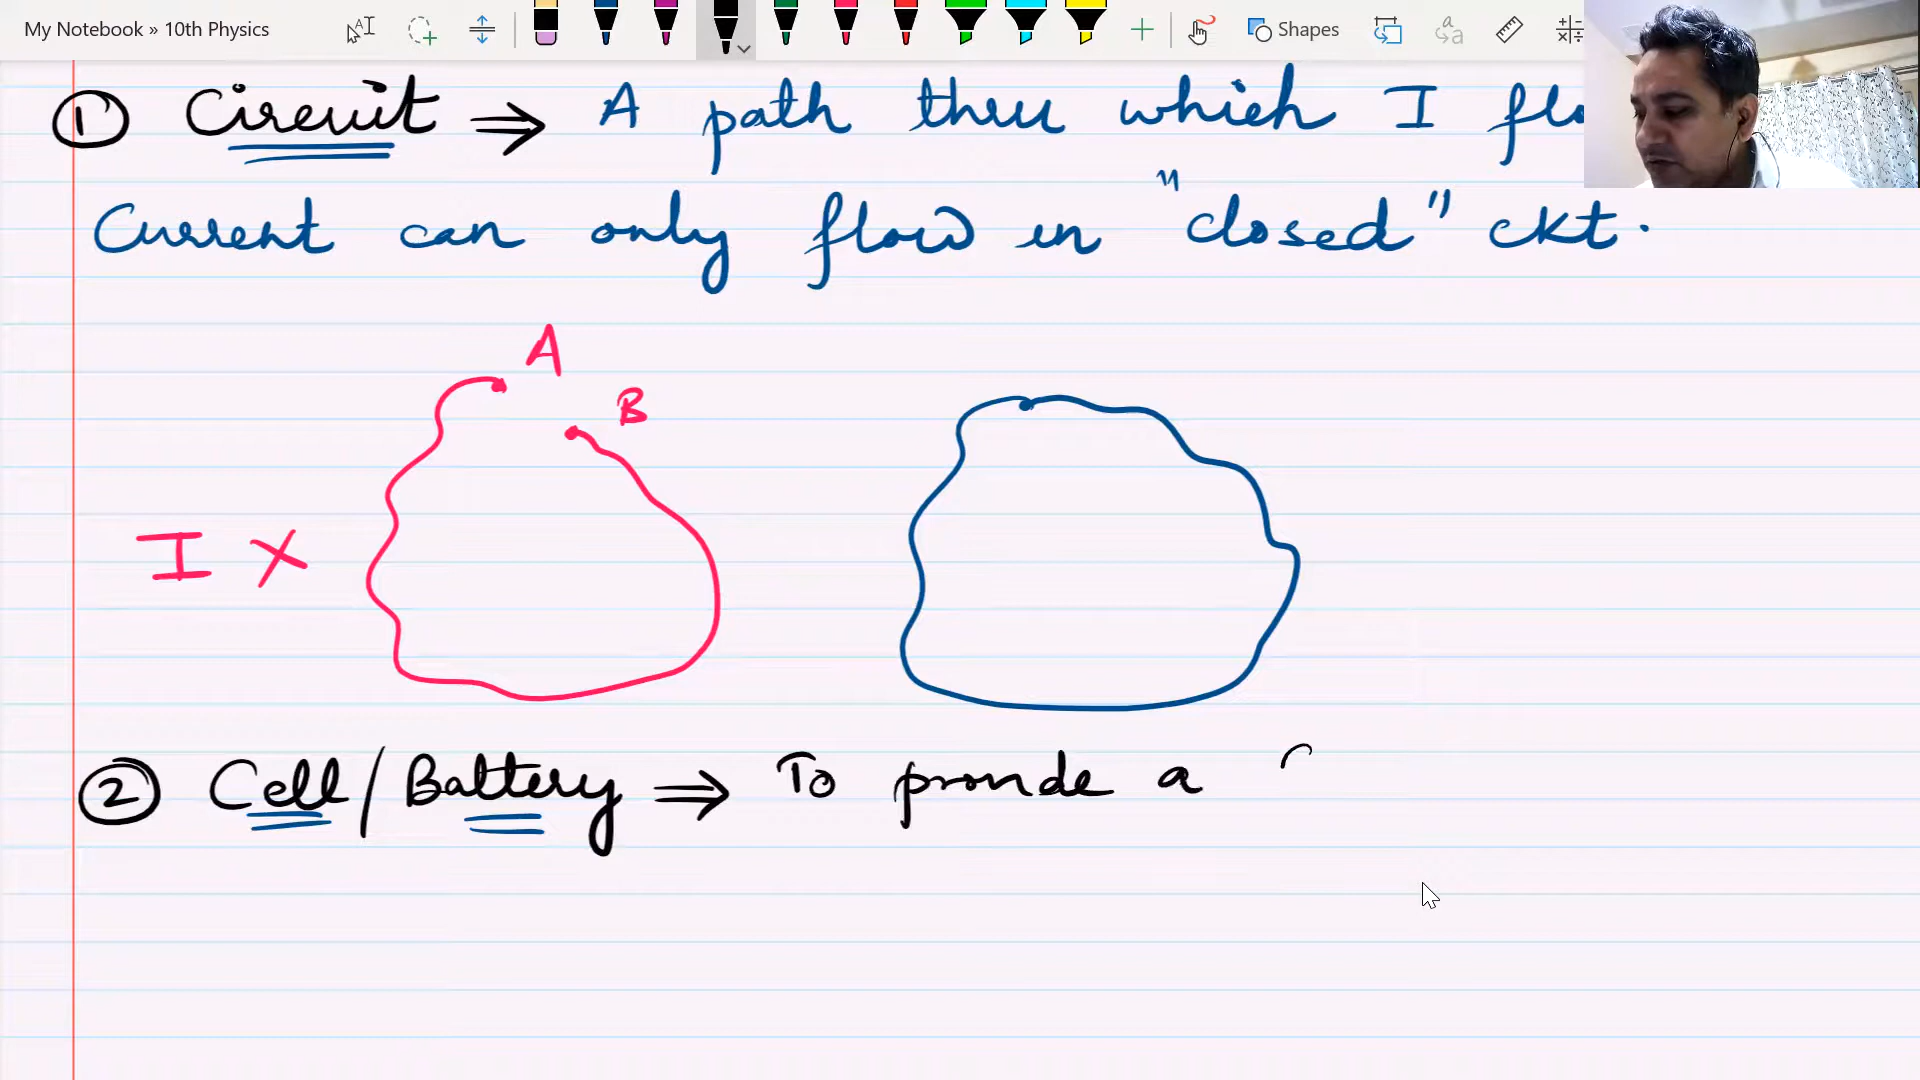 My Notebook » 10th Physics
Shapes
① Circuit ⇒ A path thru which I flo
Current can only flow in "closed" ckt.
A
B
I X
② Cell/Battery ⇒ To provide a